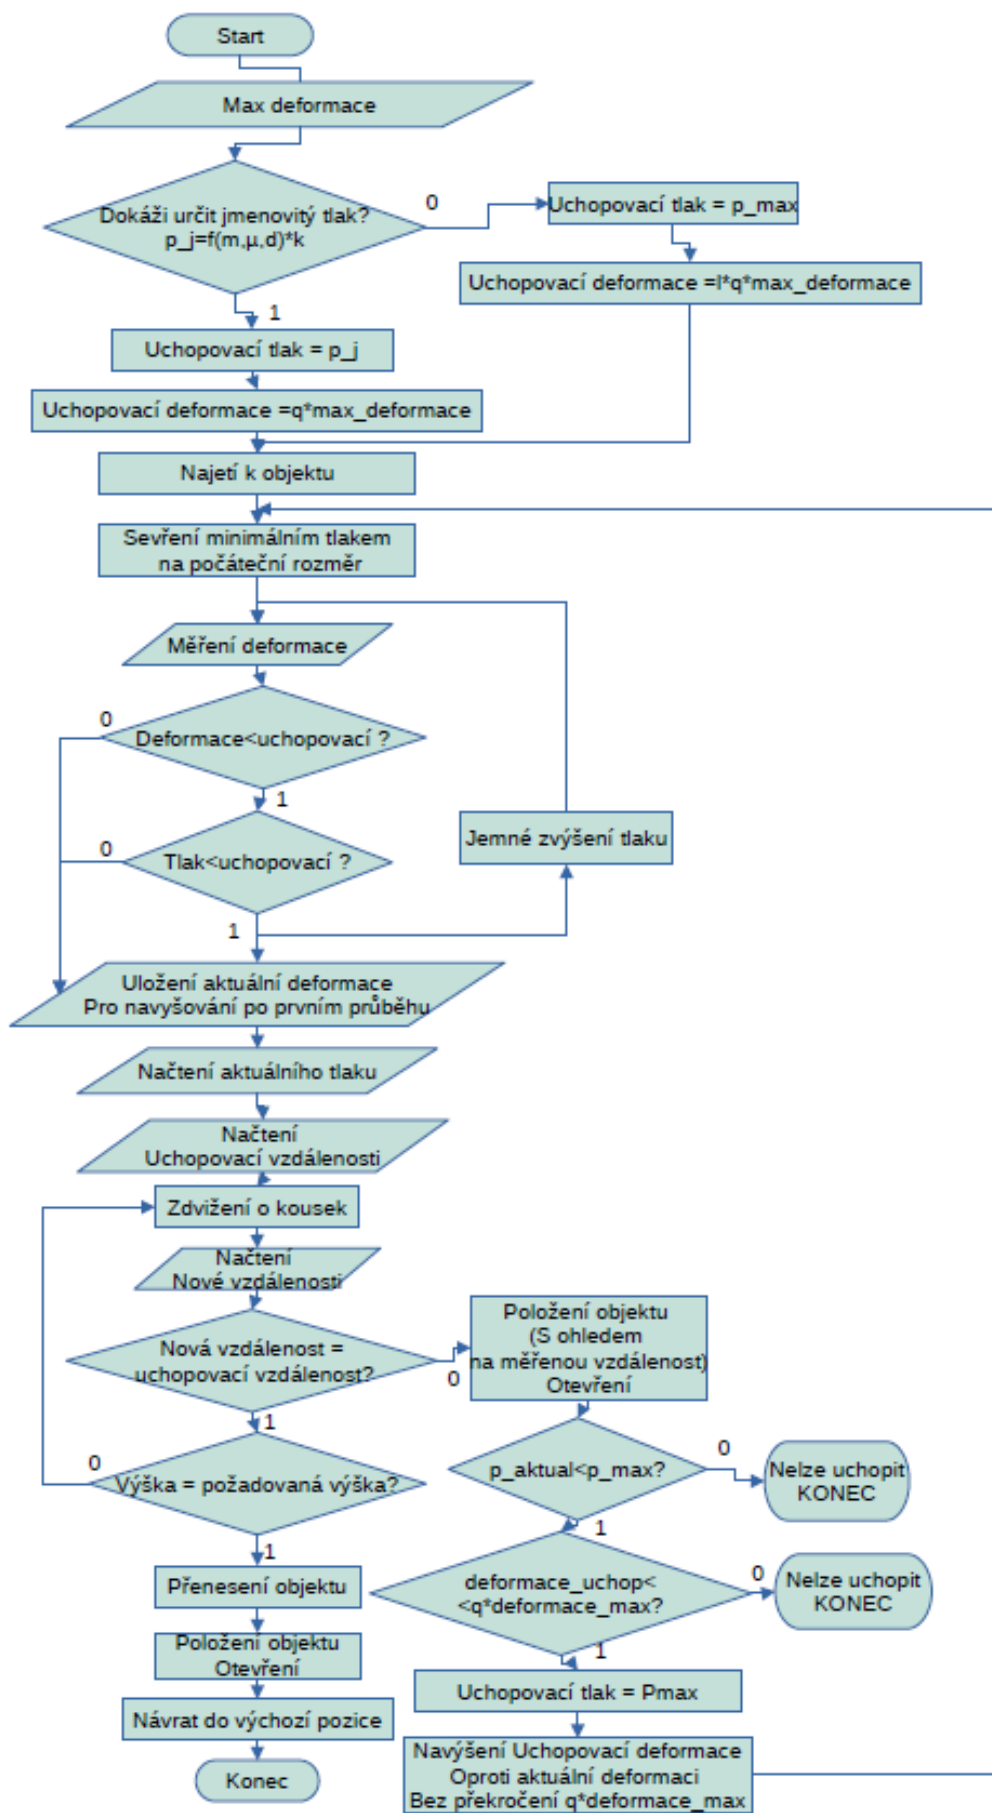 Start
Max deformace
Dokáži určit jmenovitý tlak?
p_j=f(m,µ,d)*k
0
Uchopovací tlak = p_max
Uchopovací deformace =l*q*max_deformace
1
Uchopovací tlak = p_j
Uchopovací deformace =q*max_deformace
Najetí k objektu
Sevření minimálním tlakem
na počáteční rozměr
Měření deformace
0
Deformace<uchopovací ?
1
Jemné zvýšení tlaku
0
Tlak<uchopovací ?
1
Uložení aktuální deformace
Pro navyšování po prvním průběhu
Načtení aktuálního tlaku
Načtení
Uchopovací vzdálenosti
Zdvižení o kousek
Načtení
Nové vzdálenosti
Nová vzdálenost =
uchopovací vzdálenost?
0
Položení objektu
(S ohledem
na měřenou vzdálenost)
Otevření
1
0
Výška = požadovaná výška?
p_aktual<p_max?
0
Nelze uchopit
KONEC
1
1
deformace_uchop<
<q*deformace_max?
0
Nelze uchopit
KONEC
Přenesení objektu
Položení objektu
Otevření
1
Uchopovací tlak = Pmax
Návrat do výchozí pozice
Navýšení Uchopovací deformace
Oproti aktuální deformaci
Bez překročení q*deformace_max
Konec